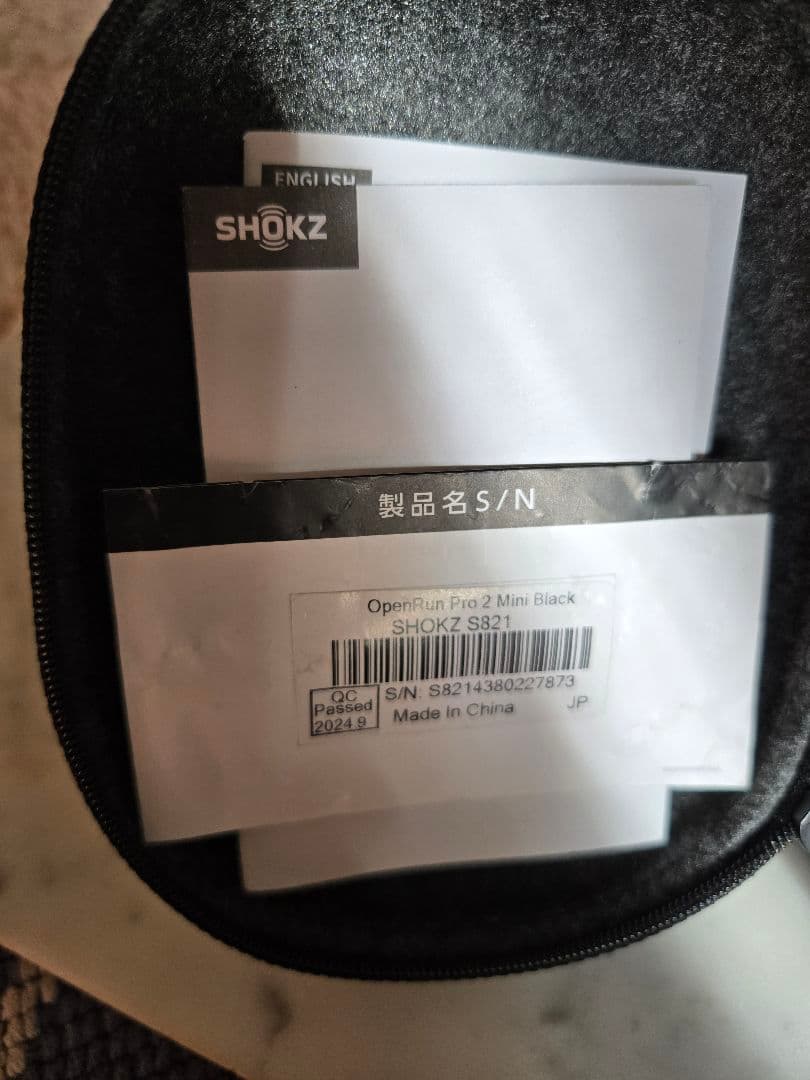 ENGLISH
SHOKZ
製品名S/N
OpenRun Pro 2 Mini Black
SHOKZ S821
S/N: S8214380227873
QC
Passed
2024.9
Made In China
JP